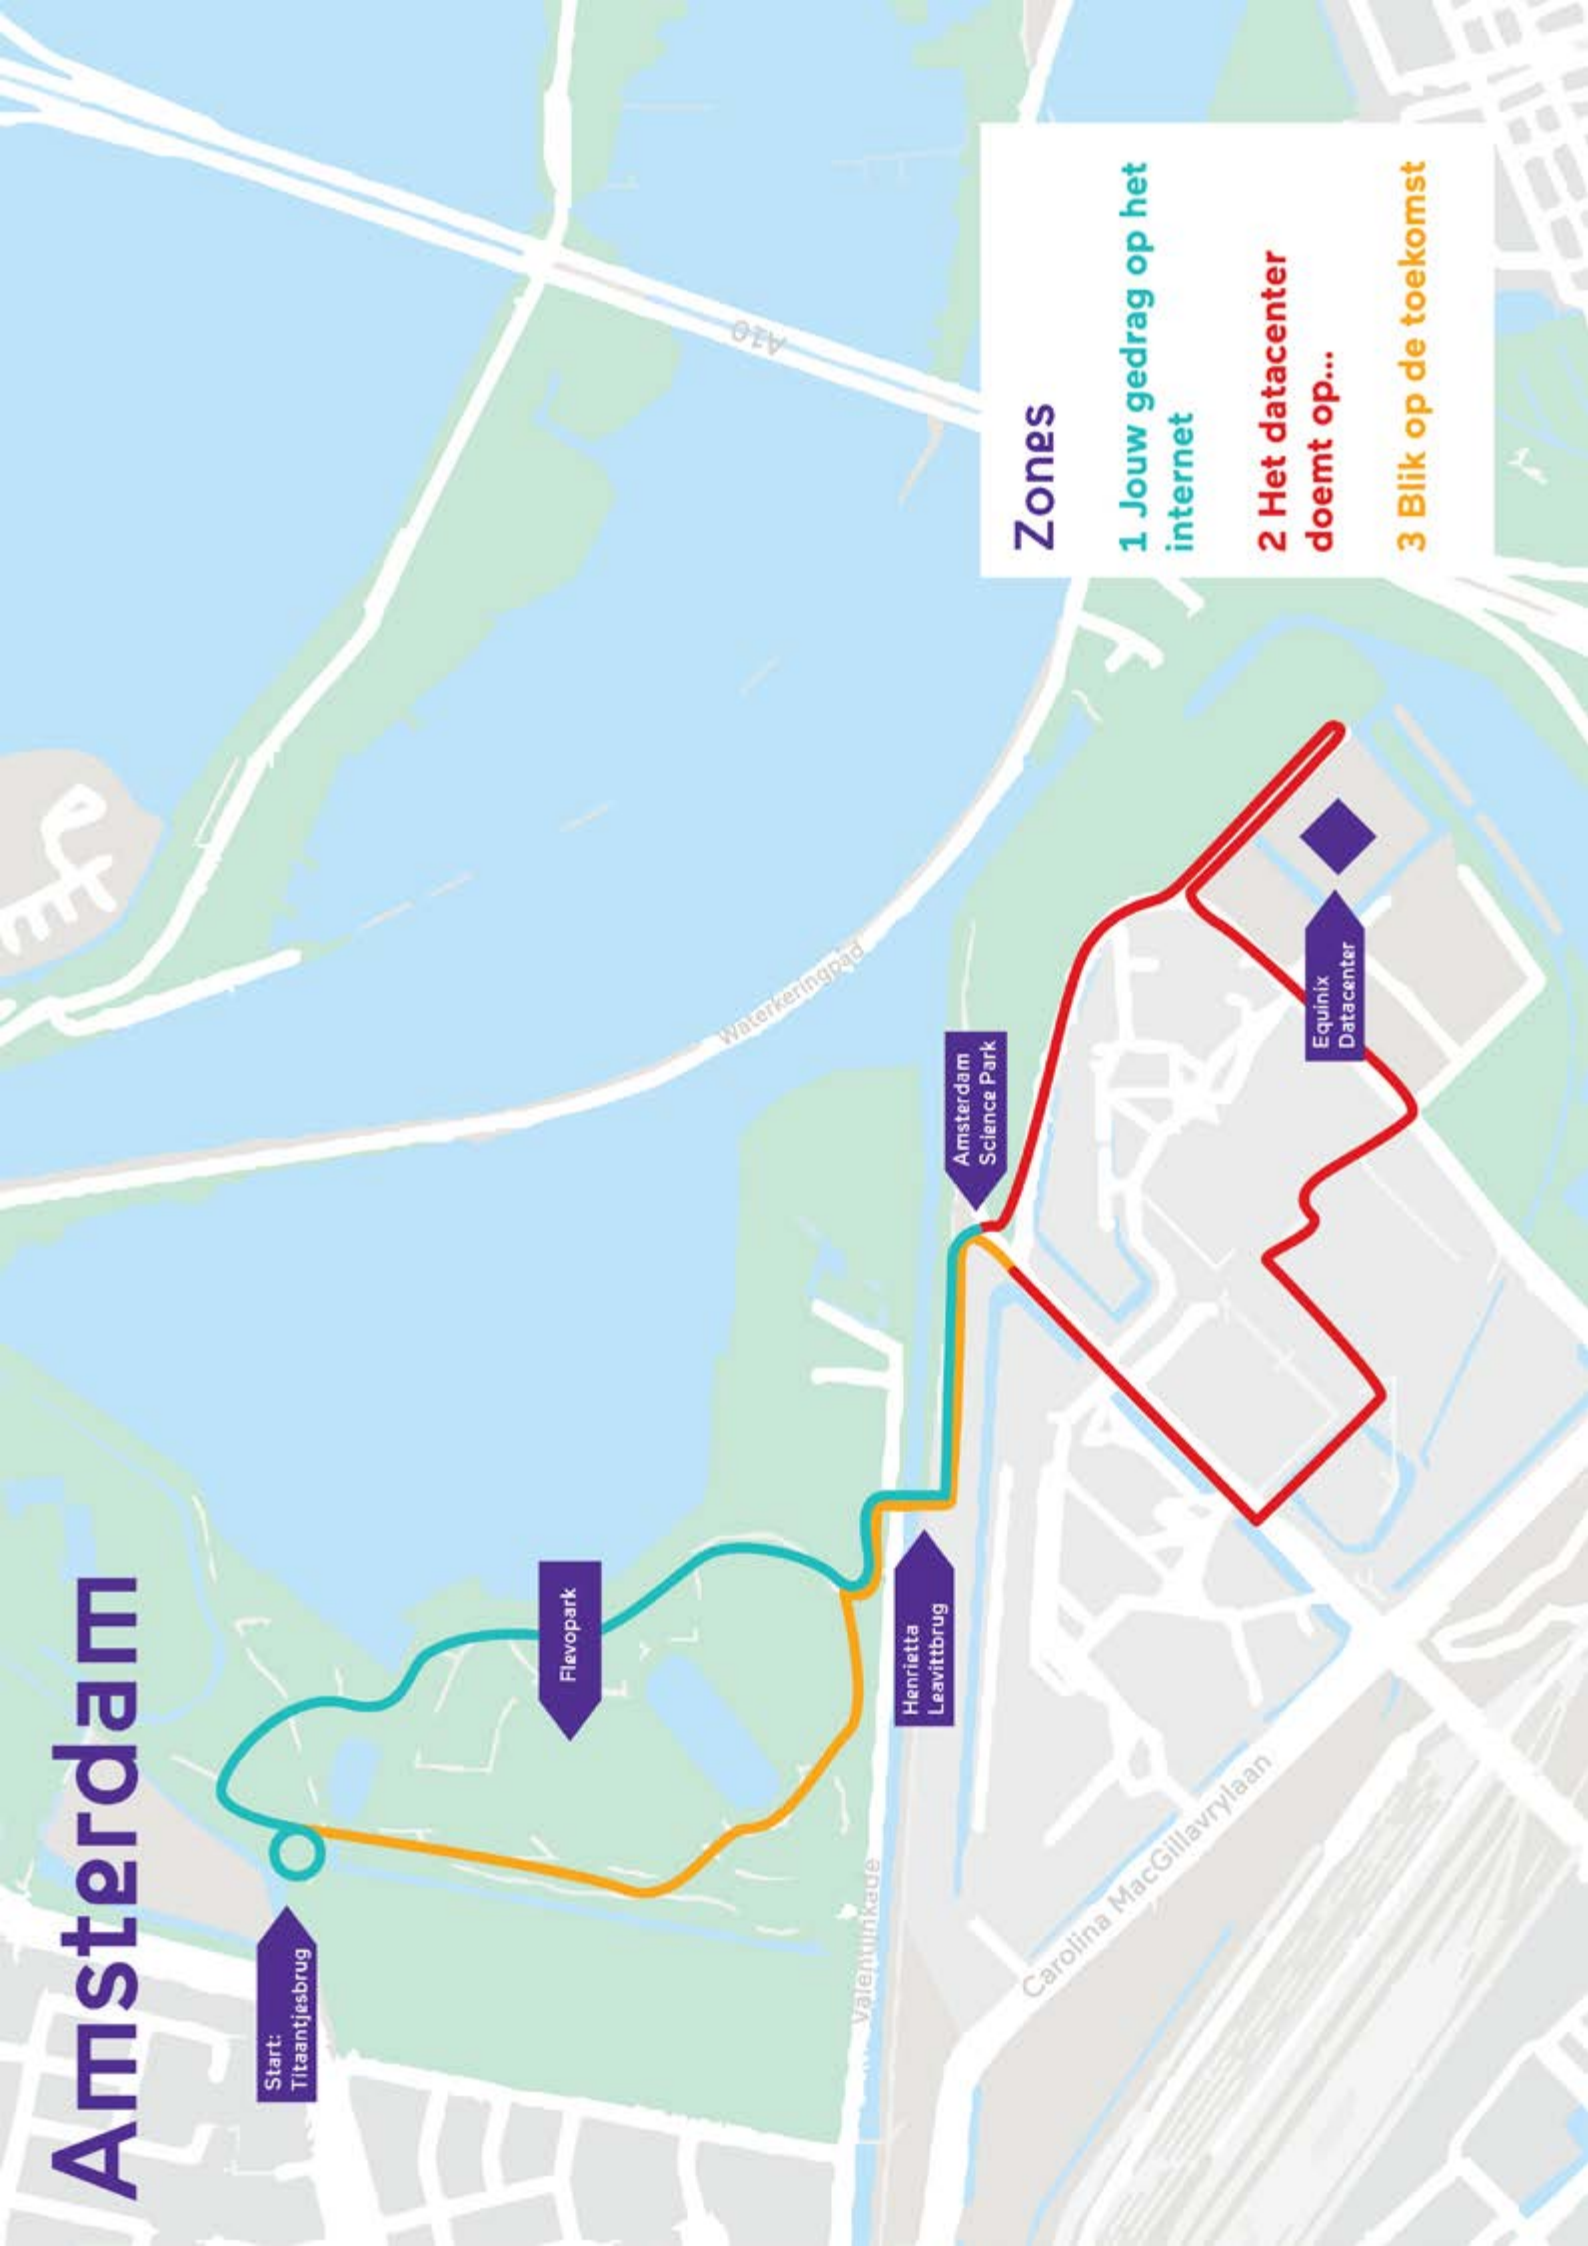 Amsterdam
Start:
Titaantjesbrug
Flevopark
Henrietta
Leavittbrug
Amsterdam
Science Park
Equinix
Datacenter
Valentijnkade
Carolina MacGillavrylaan
Waterkeringpad
A10
Zones
1 Jouw gedrag op het
internet
2 Het datacenter
doemt op...
3 Blik op de toekomst